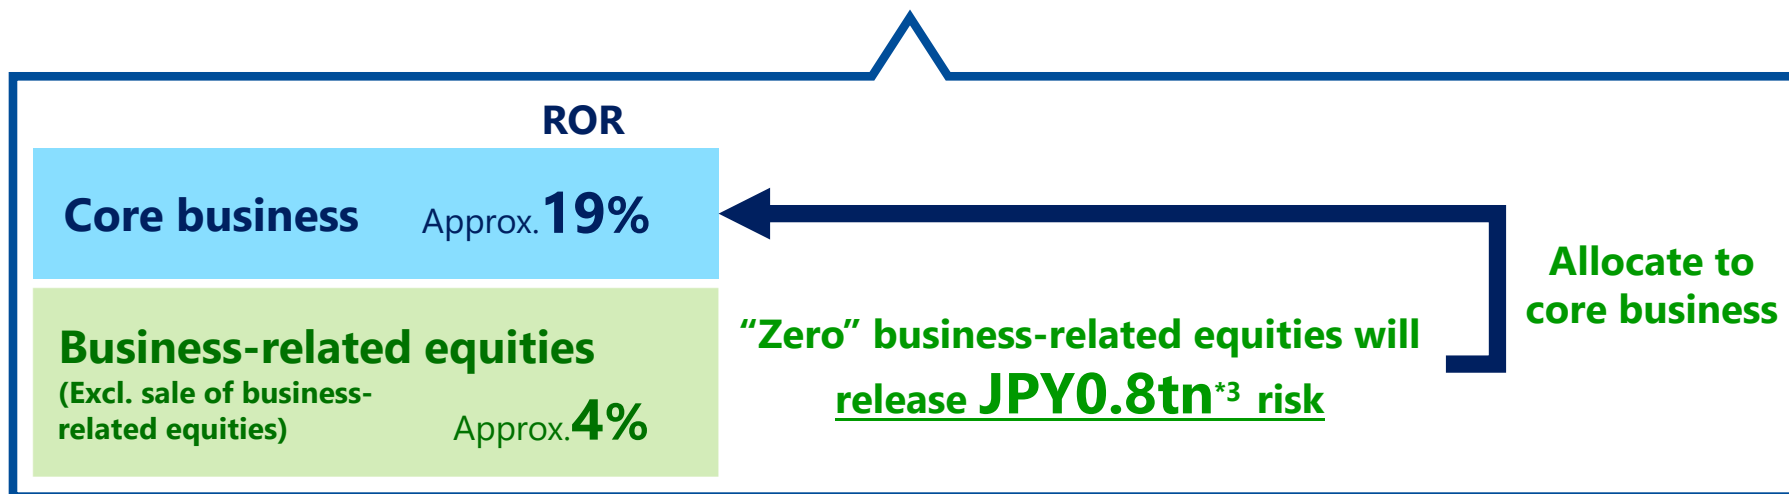 ROR
Core business Approx.19%
Business-related equities
(Excl. sale of business-
related equities) Approx.4%
“Zero” business-related equities will
release JPY0.8tn*3 risk
Allocate to
core business